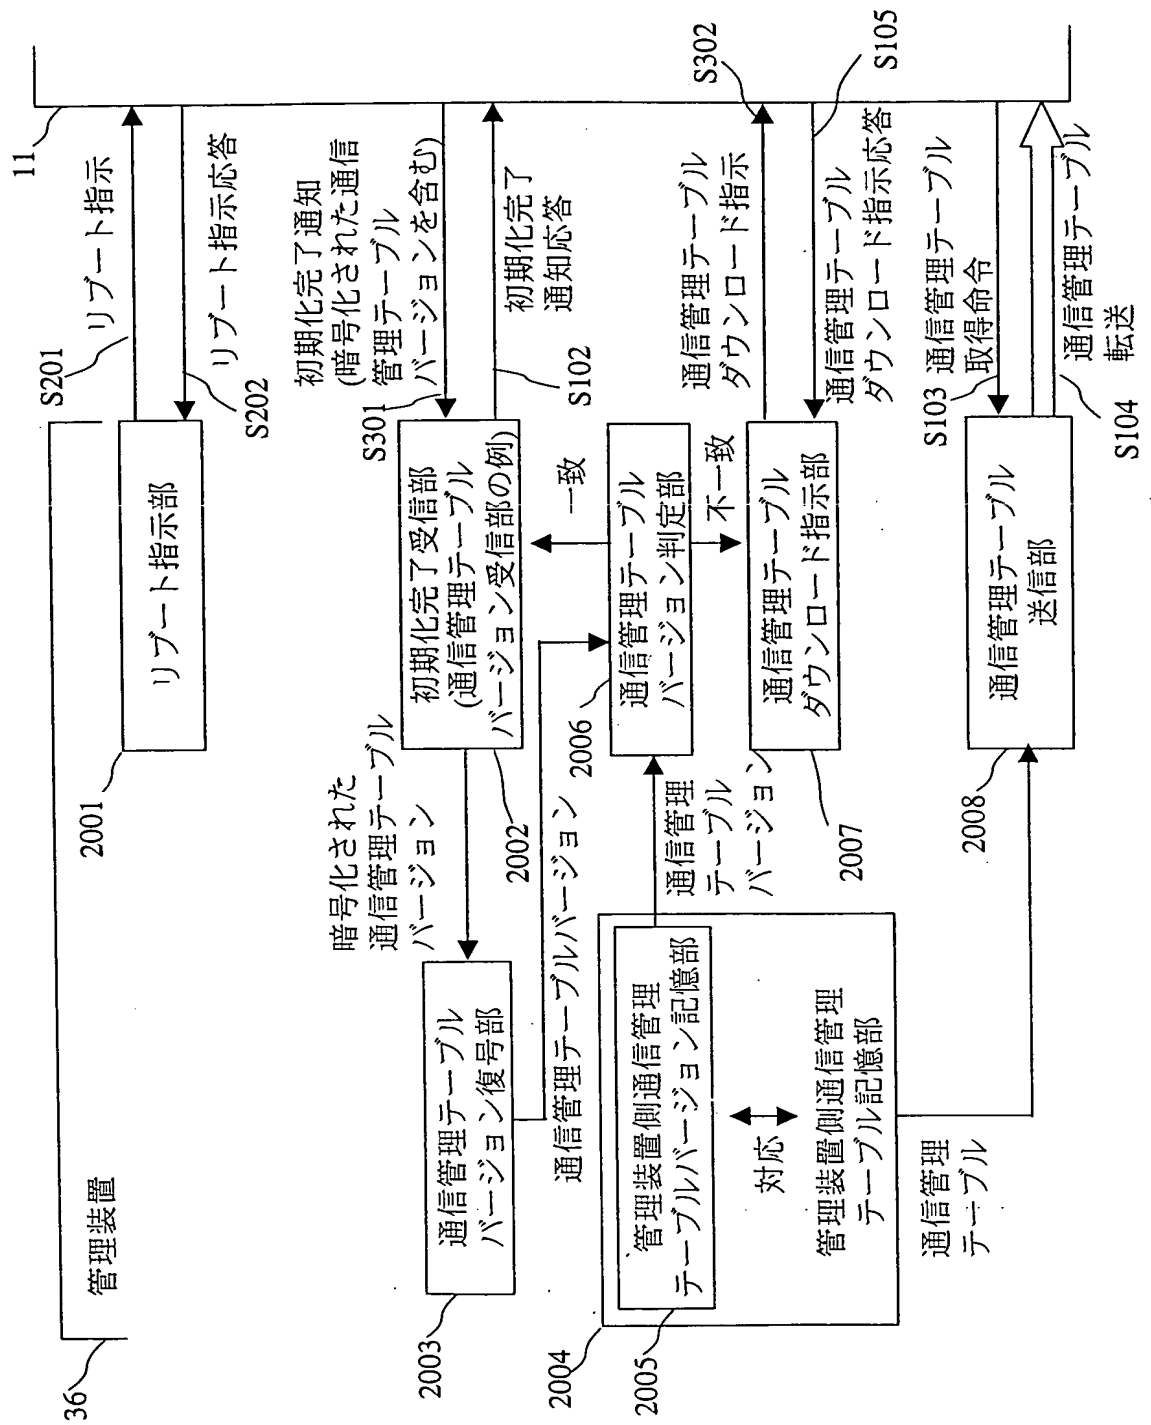 36
管理装置
11
2001
リブート指示部
S201
リブート指示
S202
リブート指示応答
暗号化された
通信管理テーブル
バージョン
2002
初期化完了受信部
(通信管理テーブル
バージョン受信部の例)
S301
初期化完了通知
(暗号化された通信
管理テーブル
バージョンを含む)
S102
初期化完了
通知応答
2003
通信管理テーブル
バージョン復号部
通信管理テーブルバージョン
2006
通信管理テーブル
バージョン判定部
一致
不一致
2004
2005
管理装置側通信管理
テーブルバージョン記憶部
対応
管理装置側通信管理
テーブル記憶部
通信管理
テーブル
バージョン
2007
通信管理テーブル
ダウンロード指示部
通信管理テーブル
ダウンロード指示
S302
通信管理テーブル
ダウンロード指示応答
S105
通信管理
テーブル
2008
通信管理テーブル
送信部
S103
通信管理テーブル
取得命令
S104
通信管理テーブル
転送